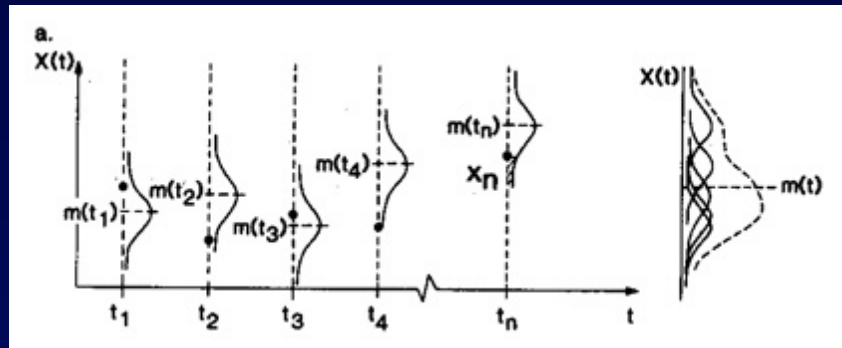 a.
X(t)
X(t)
m(tₙ)
m(t₄)
m(t₂)
xₙ
m(t)
m(t₁)
m(t₃)
t₁ t₂ t₃ t₄ tₙ t